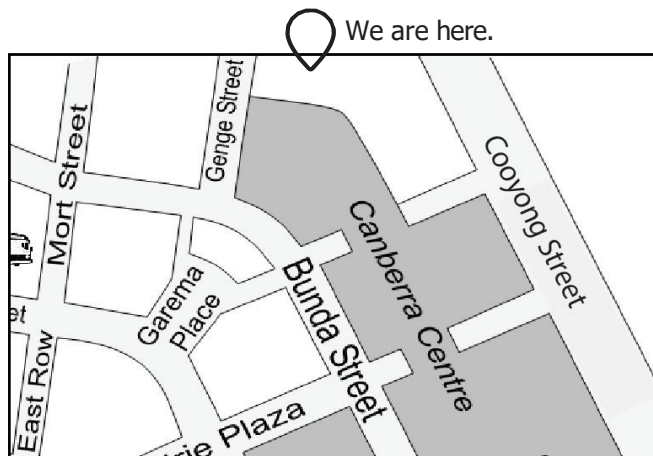 We are here.
Mort Street
Genge Street
Cooyong Street
Canberra Centre
Garema
Place
Bunda Street
East Row
Plaza